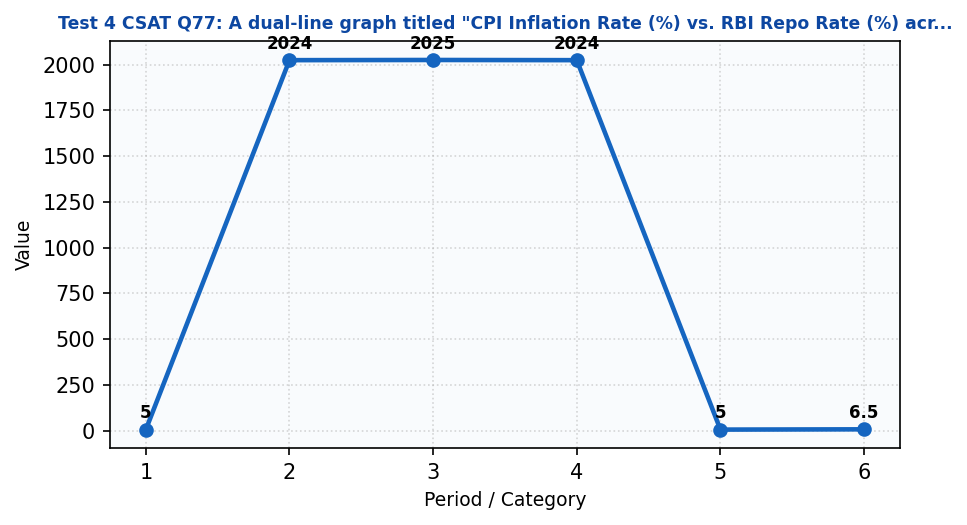 Test 4 CSAT Q77: A dual-line graph titled "CPI Inflation Rate (%) vs. RBI Repo Rate (%) acr...
2024 2025 2024
2000
1750
1500
1250
1000
750
500
250
0
5 5 6.5
Value
1 2 3 4 5 6
Period / Category